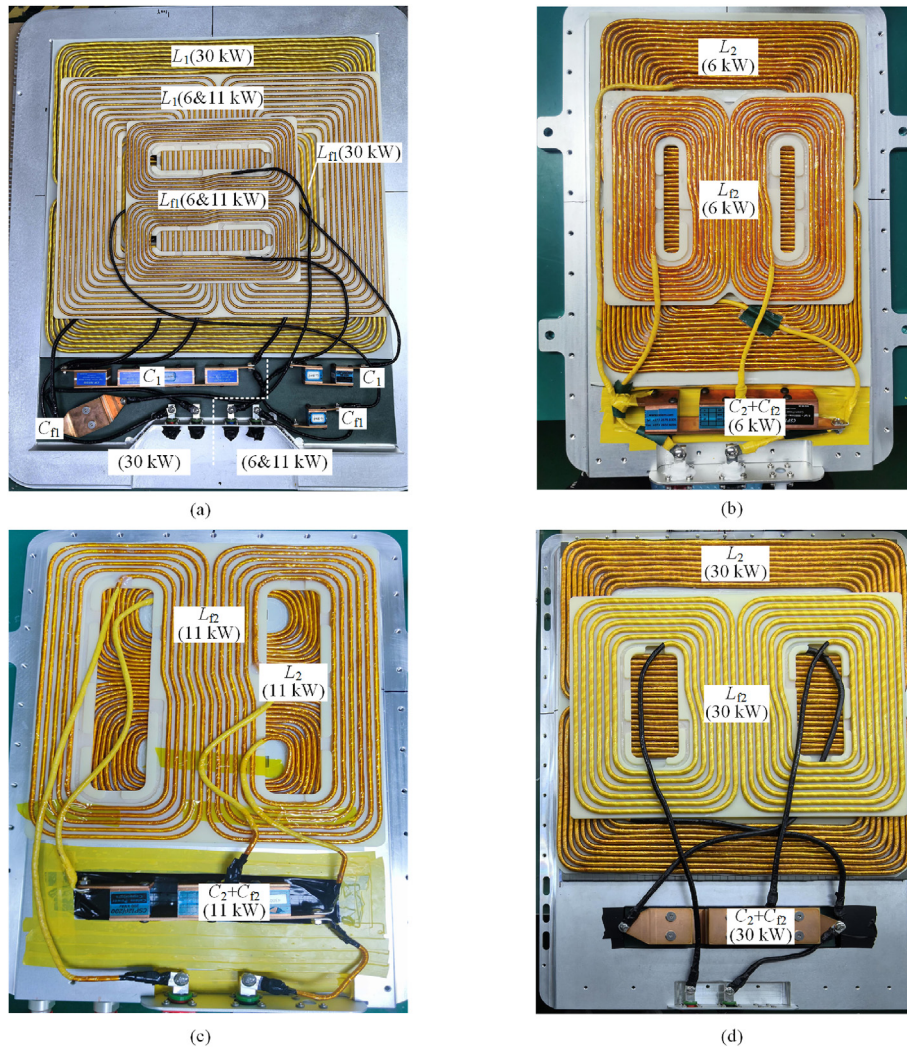 L1(30 kW)
L1(6&11 kW)
Lf1(30 kW)
Lf1(6&11 kW)
C1
C1
Cf1
Cf1
(30 kW)
(6&11 kW)
(a)
L2
(6 kW)
Lf2
(6 kW)
C2+Cf2
(6 kW)
(b)
Lf2
(11 kW)
L2
(11 kW)
C2+Cf2
(11 kW)
(c)
L2
(30 kW)
Lf2
(30 kW)
C2+Cf2
(30 kW)
(d)